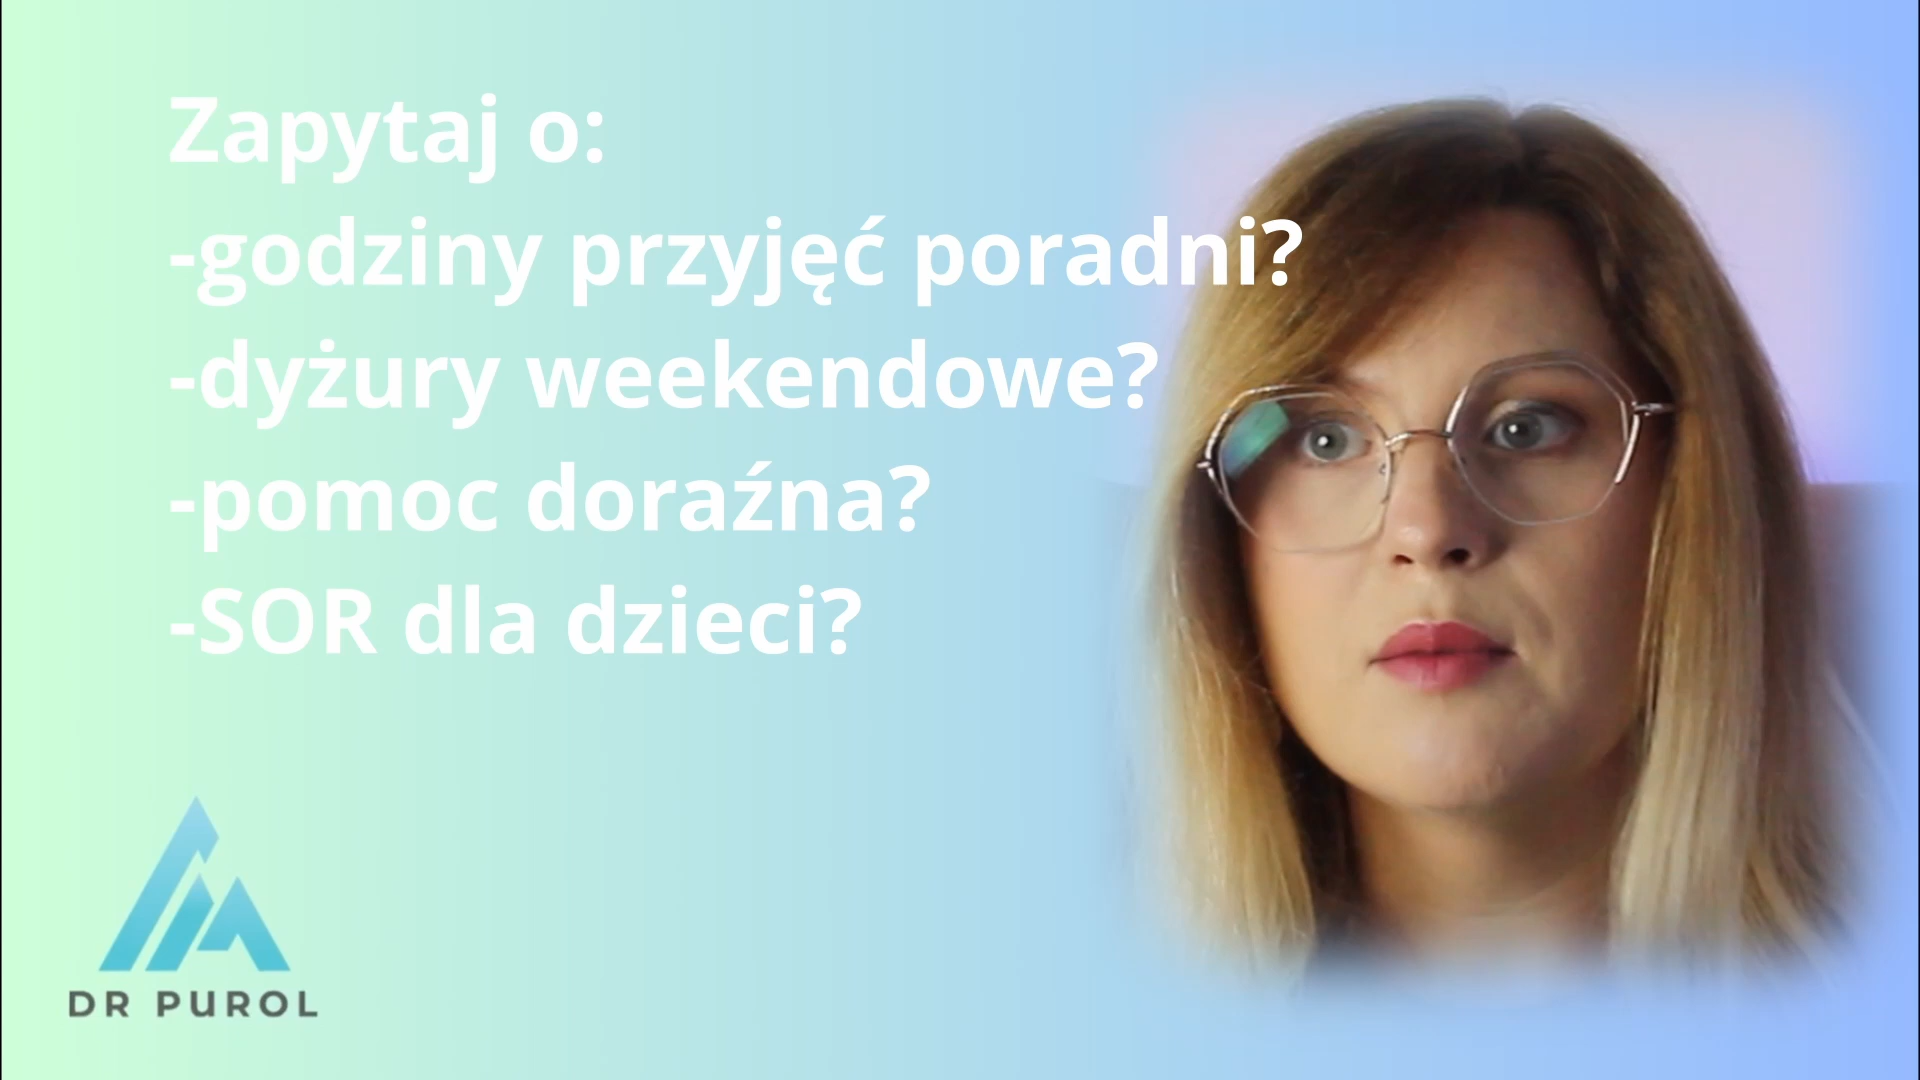 Zapytaj o:
-godziny przyjęć poradni?
-dyżury weekendowe?
-pomoc doraźna?
-SOR dla dzieci?
DR PUROL